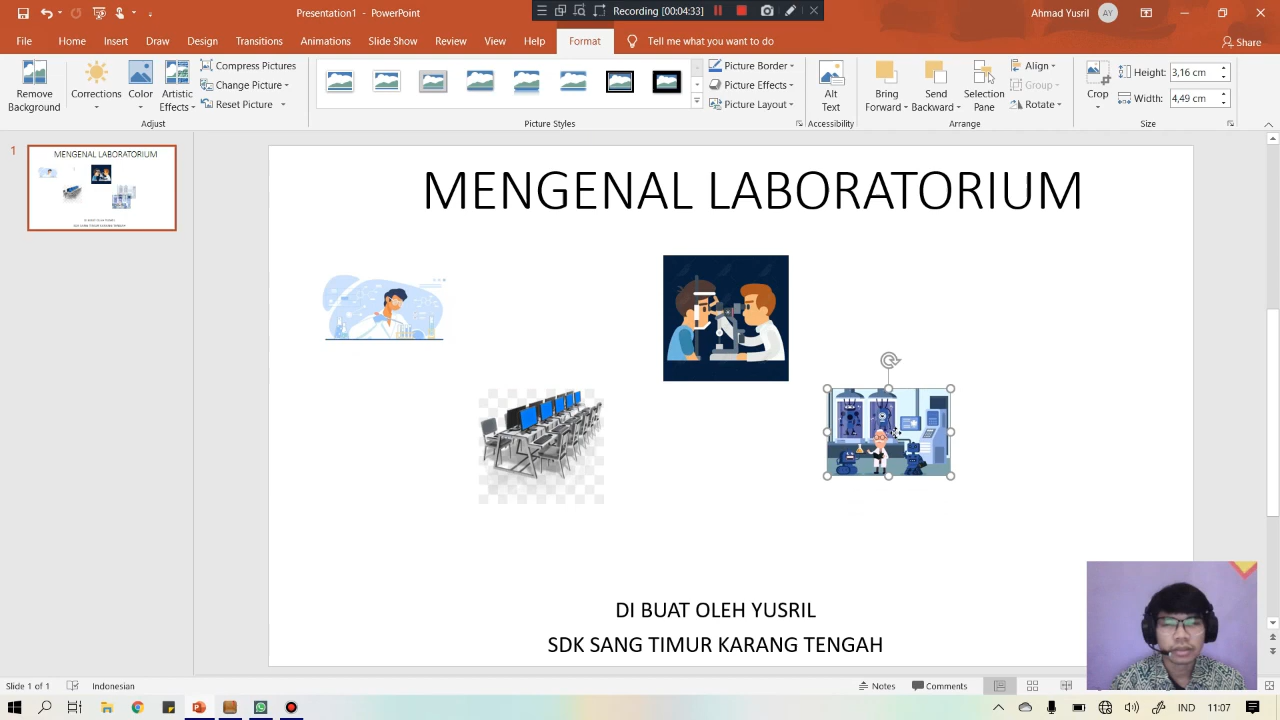 Presentation1 - PowerPoint
Recording [00:04:33]
Ahmad Yusril AY
File Home Insert Draw Design Transitions Animations Slide Show Review View Help Format Tell me what you want to do Share
Remove Background
Corrections
Color
Artistic Effects
Compress Pictures
Change Picture
Reset Picture
Adjust
Picture Styles
Picture Border
Picture Effects
Picture Layout
Alt Text
Accessibility
Bring Forward
Send Backward
Selection Pane
Align
Group
Rotate
Arrange
Crop
Height: 3,16 cm
Width: 4,49 cm
Size
1
MENGENAL LABORATORIUM
MENGENAL LABORATORIUM
DI BUAT OLEH YUSRIL
SDK SANG TIMUR KARANG TENGAH
Slide 1 of 1 Indonesian Notes Comments
IND 11:07